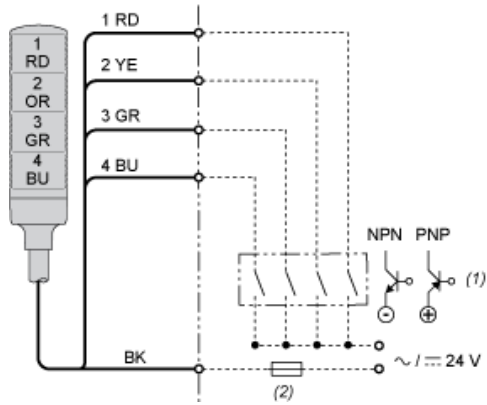 1
RD
2
OR
3
GR
4
BU
1 RD
2 YE
3 GR
4 BU
BK
NPN PNP
(1)
(2)
~ / ⎓ 24 V